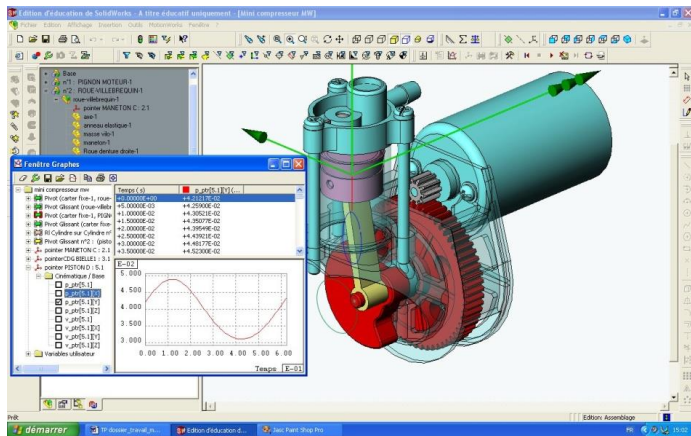 Edition d'éducation de SolidWorks - A titre éducatif uniquement - [Mini compresseur MW]
Fichier Edition Affichage Insertion Outils MotionWorks Fenêtre ?
Base
n°1 : PIGNON MOTEUR-1
n°2 : ROUE-VILLEBREQUIN-1
roue-vilebrequin-1
pointer MANETON C : 2.1
axe-1
anneau elastique-1
masse vilo-1
maneton-1
Roue denture droite-1
Fenêtre Graphes
mini compresseur mw
Pivot (carter fixe-1, roue-
Pivot Glissant (roue-villebr
Pivot (carter fixe-1, PIGN
Pivot Glissant (carter fixe-
Rl Cylindre sur Cylindre n°
Pivot Glissant n°2 : (pisto
pointer MANETON C : 2.1
pointerCDG BIELLE1 : 3.1
pointer PISTON D : 5.1
Cinématique / Base
p_ptr[5.1]
p_ptr[5.1][X]
p_ptr[5.1][Y]
p_ptr[5.1][Z]
v_ptr[5.1]
v_ptr[5.1][X]
v_ptr[5.1][Y]
v_ptr[5.1][Z]
Variables utilisateur
Temps ( s) p_ptr[5.1][Y] (...
+0.00000E+00 +4.21217E-02
+5.00000E-03 +4.25900E-02
+1.00000E-02 +4.30521E-02
+1.50000E-02 +4.35077E-02
+2.00000E-02 +4.39549E-02
+2.50000E-02 +4.43921E-02
+3.00000E-02 +4.48177E-02
+3.50000E-02 +4.52300E-02
E-02
5.000
4.500
4.000
3.500
3.000
0.00 1.00 2.00 3.00 4.00 5.00 6.00
Temps E-01
Prêt
Edition: Assemblage
démarrer
TP dossier_travail_m...
Edition d'éducation d...
Jasc Paint Shop Pro
FR
15:02